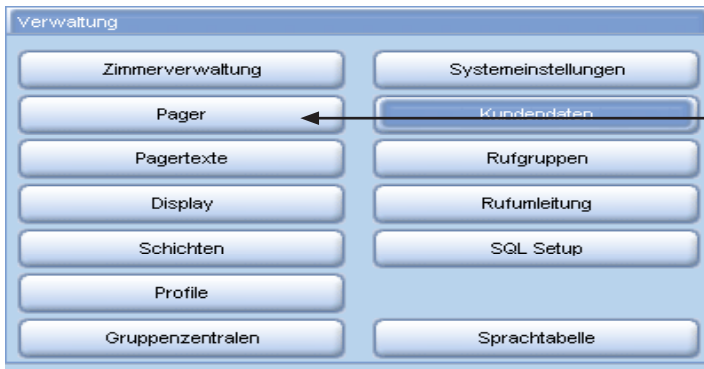 Verwaltung
Zimmerverwaltung
Systemeinstellungen
Pager
Kundendaten
Pagertexte
Rufgruppen
Display
Rufumleitung
Schichten
SQL Setup
Profile
Gruppenzentralen
Sprachtabelle